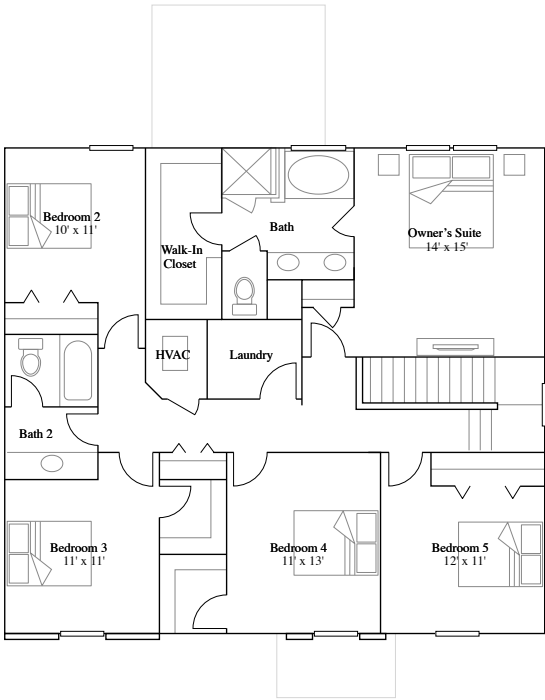 Bedroom 2
10' x 11'
Bath
Owner's Suite
14' x 15'
Walk-In
Closet
HVAC
Laundry
Bath 2
Bedroom 3
11' x 11'
Bedroom 4
11' x 13'
Bedroom 5
12' x 11'